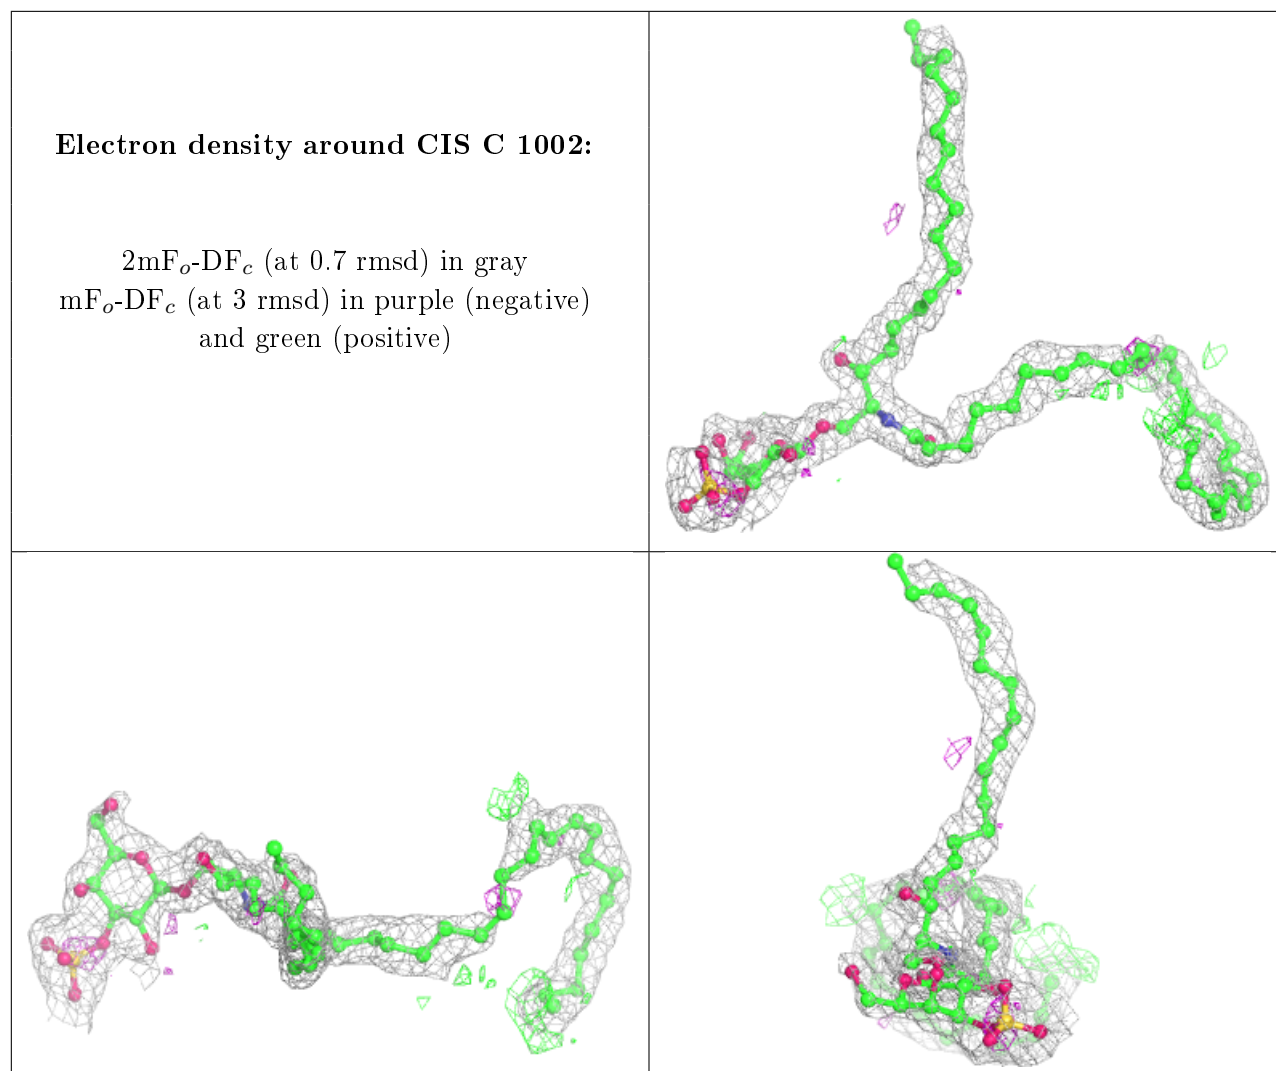 Electron density around CIS C 1002:
2mFo-DFc (at 0.7 rmsd) in gray
mFo-DFc (at 3 rmsd) in purple (negative)
and green (positive)